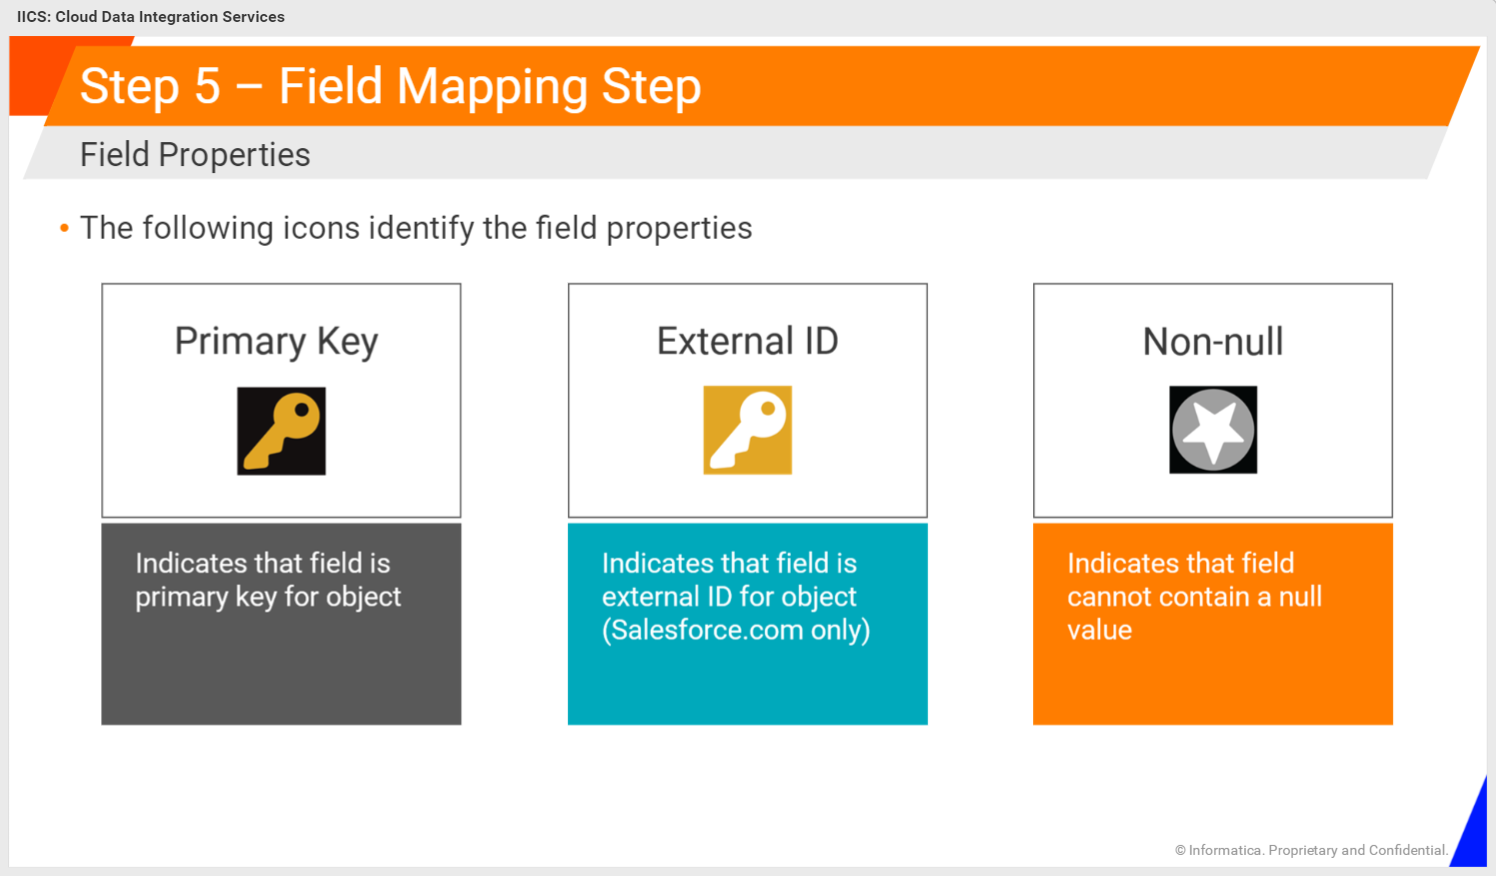 IICS: Cloud Data Integration Services
Step 5 – Field Mapping Step
Field Properties
• The following icons identify the field properties
Primary Key
Indicates that field is
primary key for object
External ID
Indicates that field is
external ID for object
(Salesforce.com only)
Non-null
Indicates that field
cannot contain a null
value
© Informatica. Proprietary and Confidential.